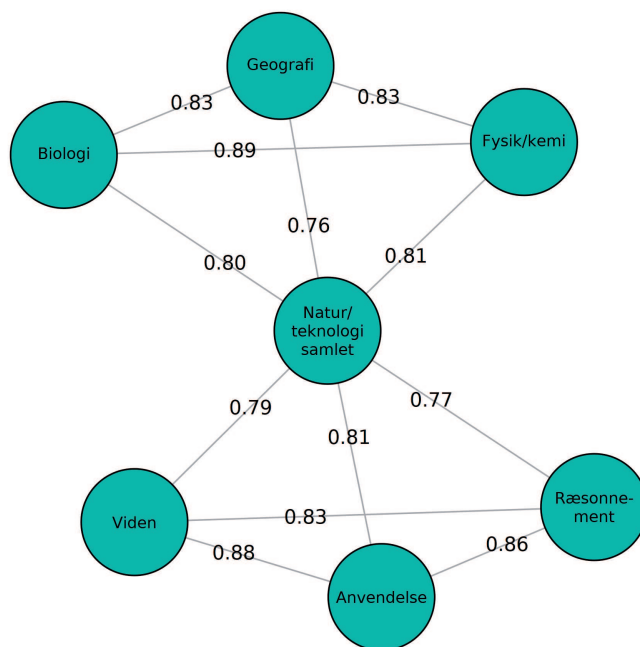 Geografi
0.83
0.83
Biologi
0.89
Fysik/kemi
0.76
0.80
0.81
Natur/
teknologi
samlet
0.79
0.81
0.77
Viden
0.83
Ræsonne-
ment
0.88
0.86
Anvendelse